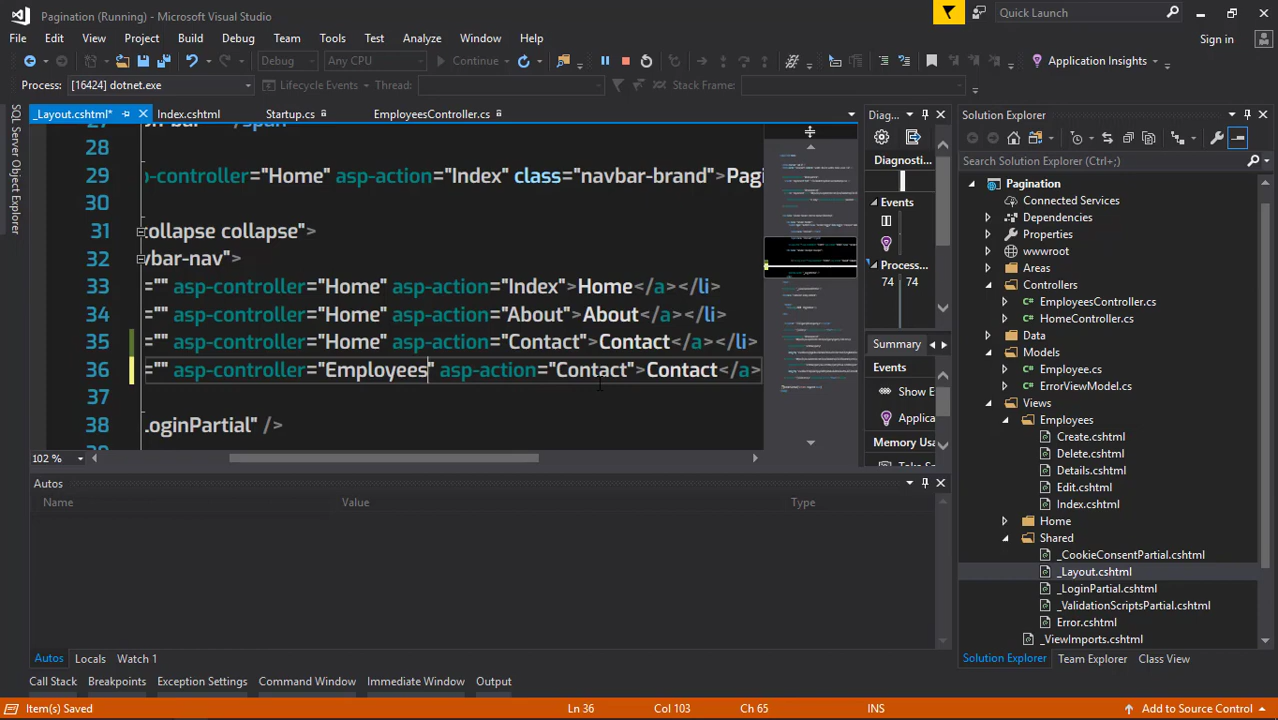 Pagination (Running) - Microsoft Visual Studio
Quick Launch
File Edit View Project Build Debug Team Tools Test Analyze Window Help
Sign in
Debug Any CPU Continue Application Insights
Process: [16424] dotnet.exe Lifecycle Events Thread: Stack Frame:
SQL Server Object Explorer
_Layout.cshtml* Index.cshtml Startup.cs EmployeesController.cs
28
29 p-controller="Home" asp-action="Index" class="navbar-brand">Pagi
30
31 ollapse collapse">
32 vbar-nav">
33 ="" asp-controller="Home" asp-action="Index">Home</a></li>
34 ="" asp-controller="Home" asp-action="About">About</a></li>
35 ="" asp-controller="Home" asp-action="Contact">Contact</a></li>
36 ="" asp-controller="Employees" asp-action="Contact">Contact</a>
37
38 LoginPartial" />
102 %
Diag...
Diagnosti
Events
Process...
74 74
Summary
Events
Show E
Applica
Memory Usa
Solution Explorer
Search Solution Explorer (Ctrl+;)
Pagination
Connected Services
Dependencies
Properties
wwwroot
Areas
Controllers
EmployeesController.cs
HomeController.cs
Data
Models
Employee.cs
ErrorViewModel.cs
Views
Employees
Create.cshtml
Delete.cshtml
Details.cshtml
Edit.cshtml
Index.cshtml
Home
Shared
_CookieConsentPartial.cshtml
_Layout.cshtml
_LoginPartial.cshtml
_ValidationScriptsPartial.cshtml
Error.cshtml
_ViewImports.cshtml
Solution Explorer Team Explorer Class View
Autos
Name Value Type
Autos Locals Watch 1
Call Stack Breakpoints Exception Settings Command Window Immediate Window Output
Item(s) Saved Ln 36 Col 103 Ch 65 INS Add to Source Control